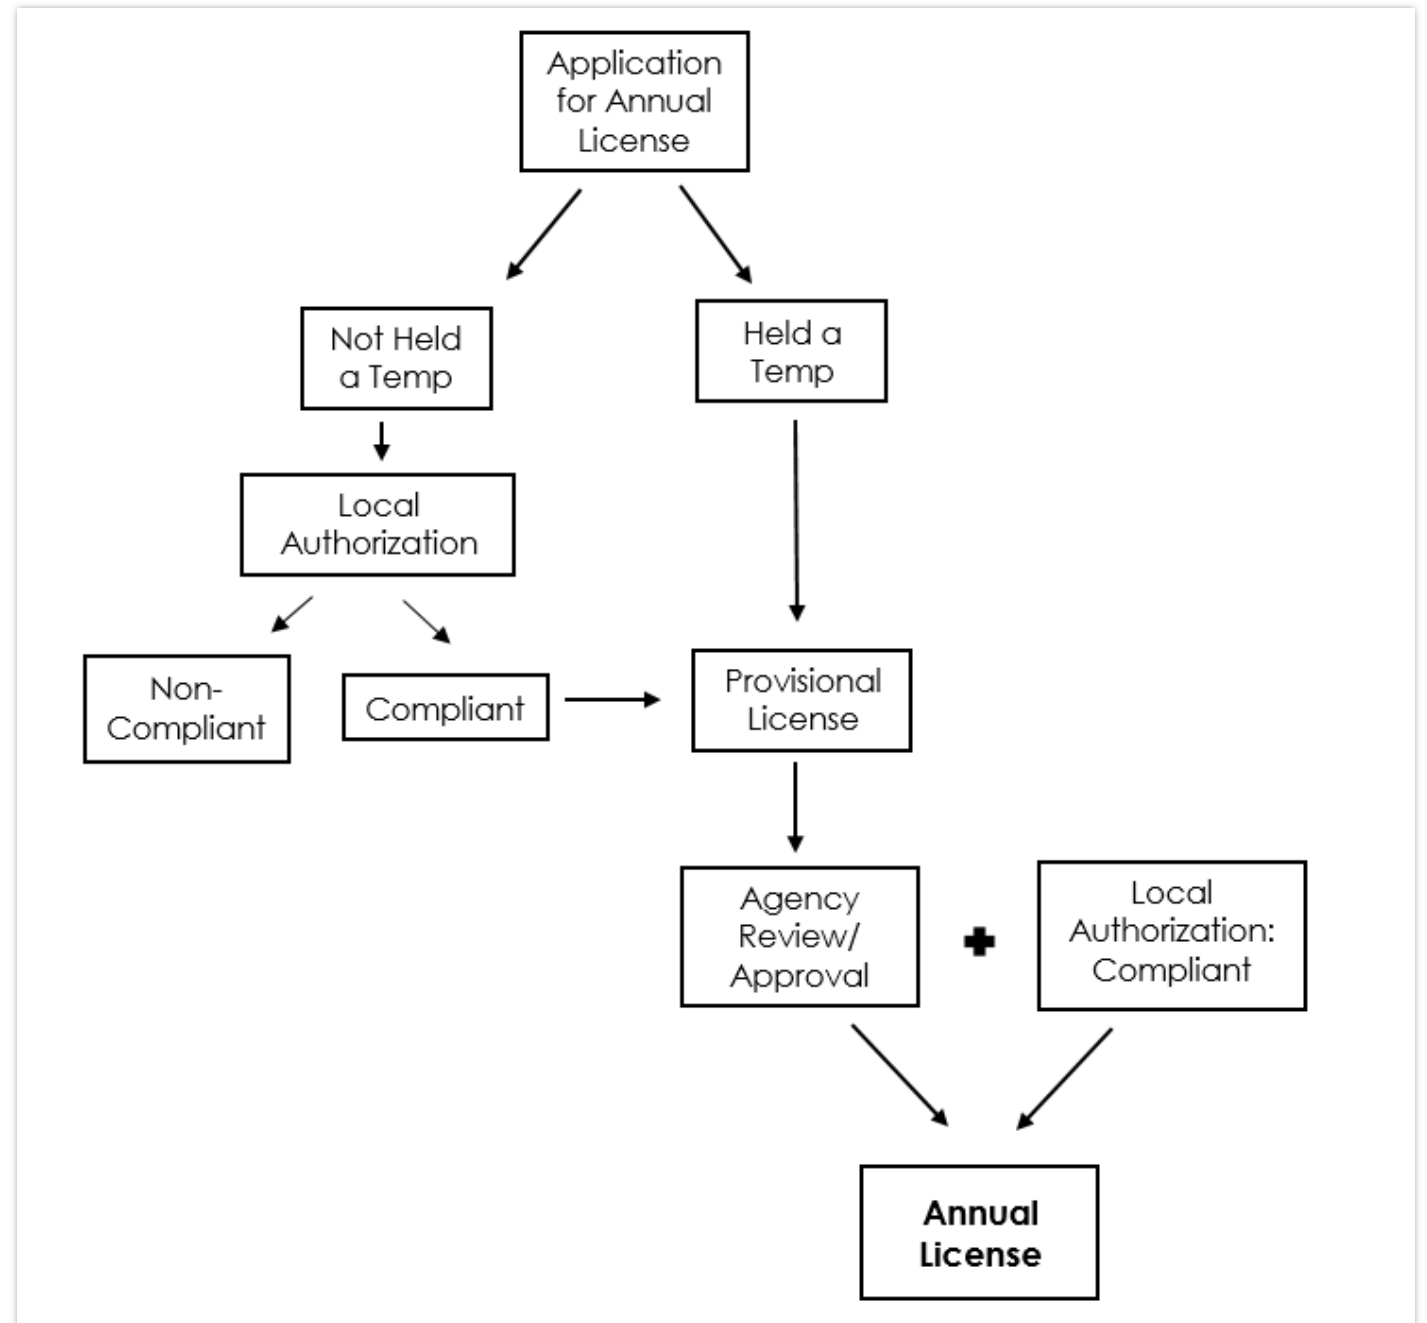 Application
for Annual
License
Not Held
a Temp
Held a
Temp
Local
Authorization
Non-
Compliant
Compliant
Provisional
License
Agency
Review/
Approval
Local
Authorization:
Compliant
Annual
License